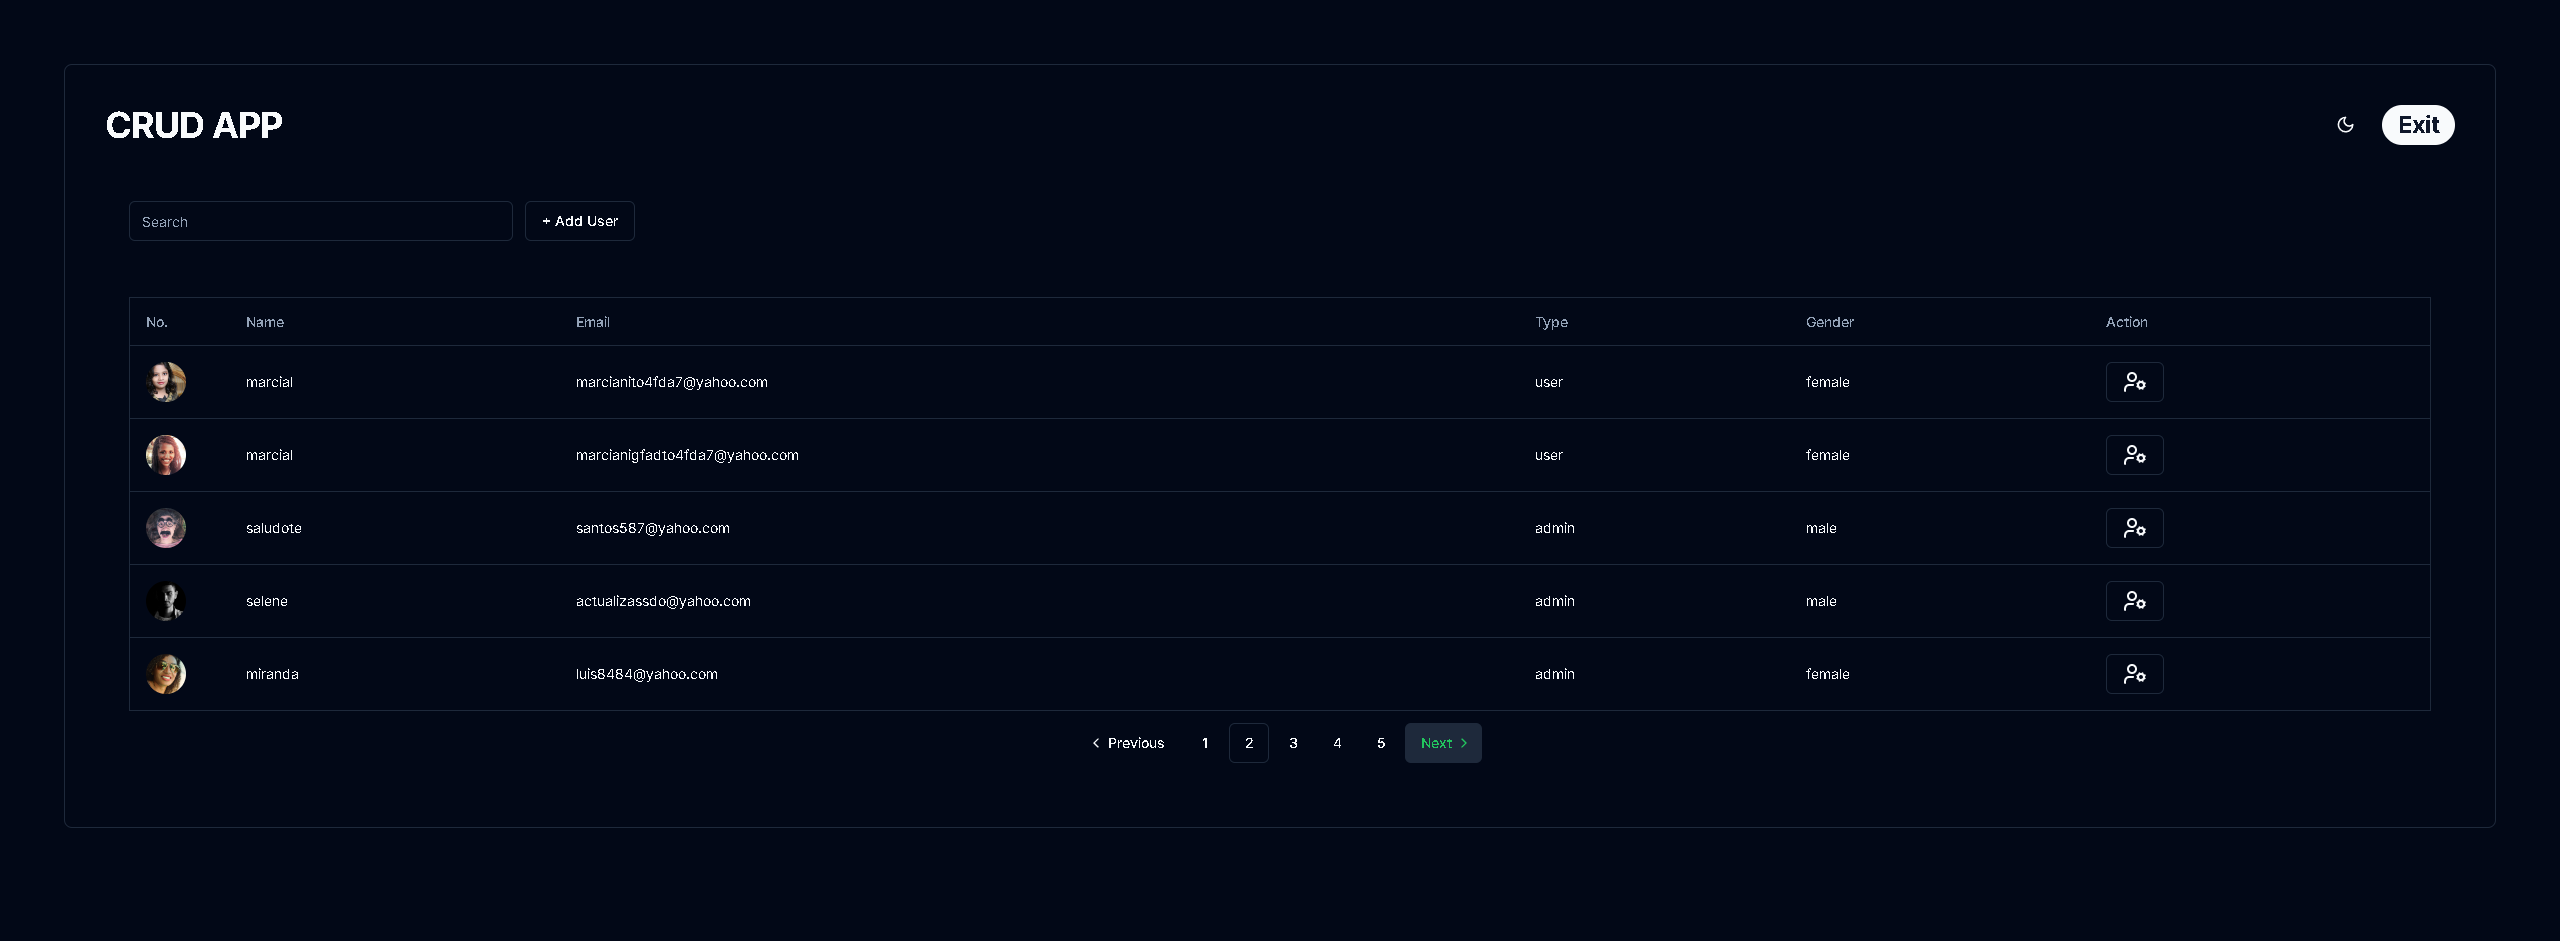 CRUD APP
Exit
Search
+ Add User
No. Name Email Type Gender Action
marcial marcianito4fda7@yahoo.com user female
marcial marcianigfadto4fda7@yahoo.com user female
saludote santos587@yahoo.com admin male
selene actualizassdo@yahoo.com admin male
miranda luis8484@yahoo.com admin female
Previous 1 2 3 4 5 Next